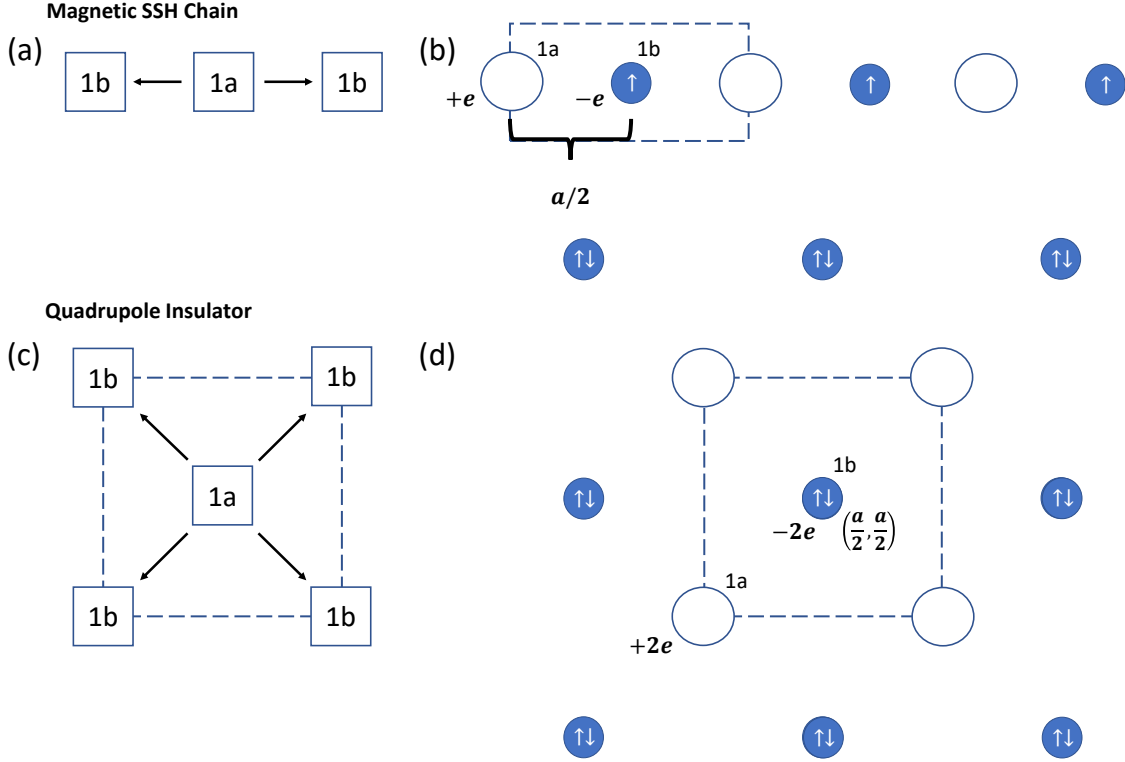 Magnetic SSH Chain
(a)
1b
1a
1b
(b)
1a
1b
↑
↑
↑
+e
−e
a/2
↑↓
↑↓
↑↓
Quadrupole Insulator
(c)
1b
1b
1a
1b
1b
(d)
1b
↑↓
↑↓
↑↓
−2e (a/2, a/2)
1a
+2e
↑↓
↑↓
↑↓